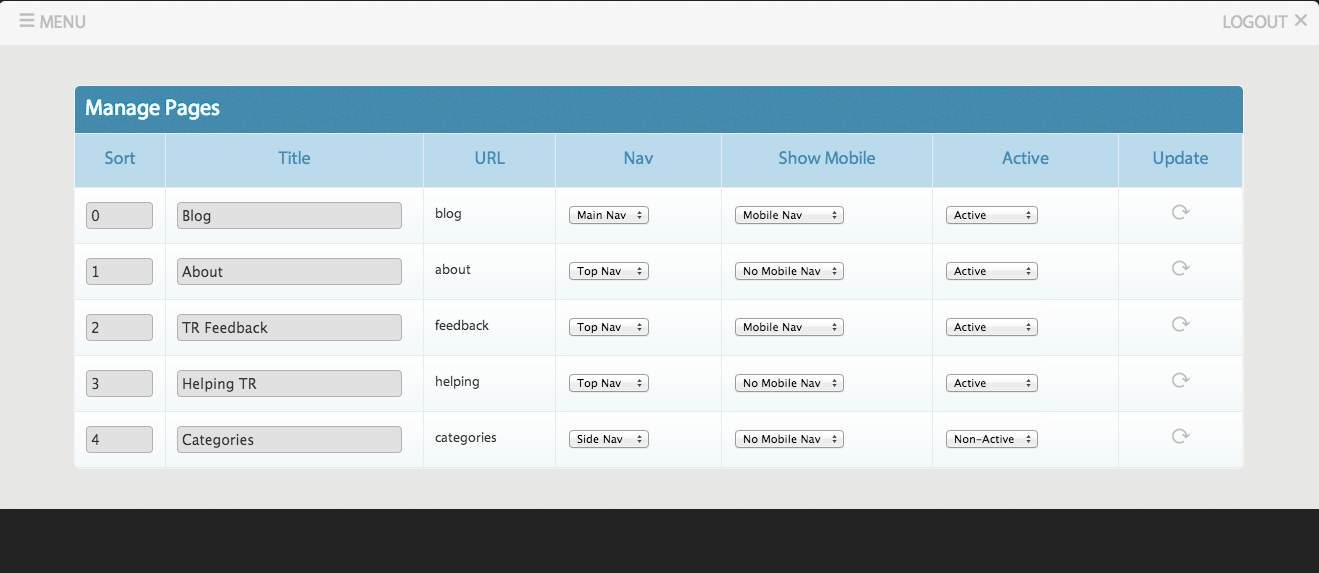 MENU LOGOUT
Manage Pages
Sort Title URL Nav Show Mobile Active Update
0 Blog blog Main Nav Mobile Nav Active
1 About about Top Nav No Mobile Nav Active
2 TR Feedback feedback Top Nav Mobile Nav Active
3 Helping TR helping Top Nav No Mobile Nav Active
4 Categories categories Side Nav No Mobile Nav Non-Active